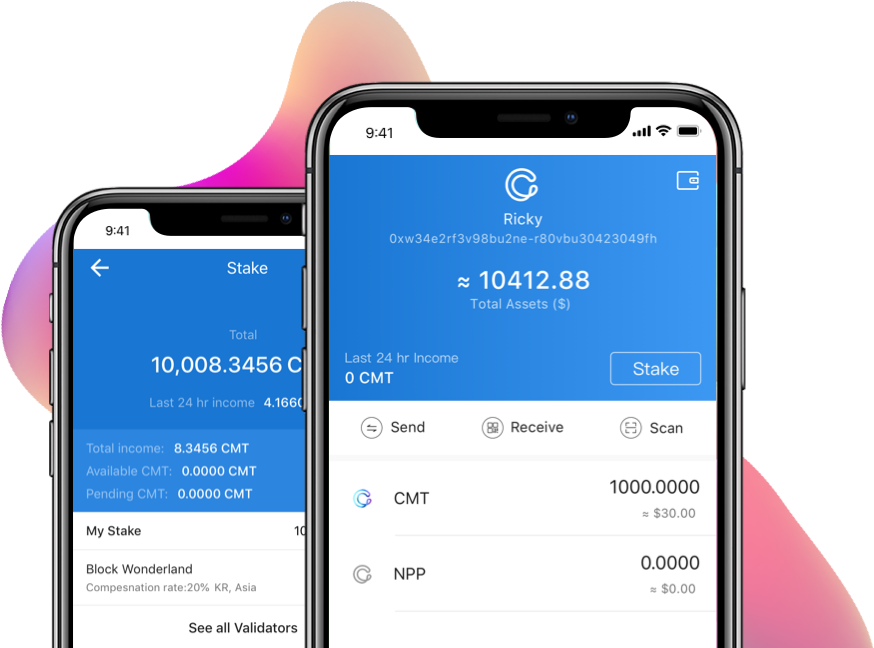 9:41
Stake
Total
10,008.3456 C
Last 24 hr income 4.1660
Total income: 8.3456 CMT
Available CMT: 0.0000 CMT
Pending CMT: 0.0000 CMT
My Stake 10
Block Wonderland
Compesnation rate:20% KR, Asia
See all Validators
9:41
Ricky
0xw34e2rf3v98bu2ne-r80vbu30423049fh
≈ 10412.88
Total Assets ($)
Last 24 hr Income
0 CMT
Stake
Send Receive Scan
CMT 1000.0000
≈ $30.00
NPP 0.0000
≈ $0.00